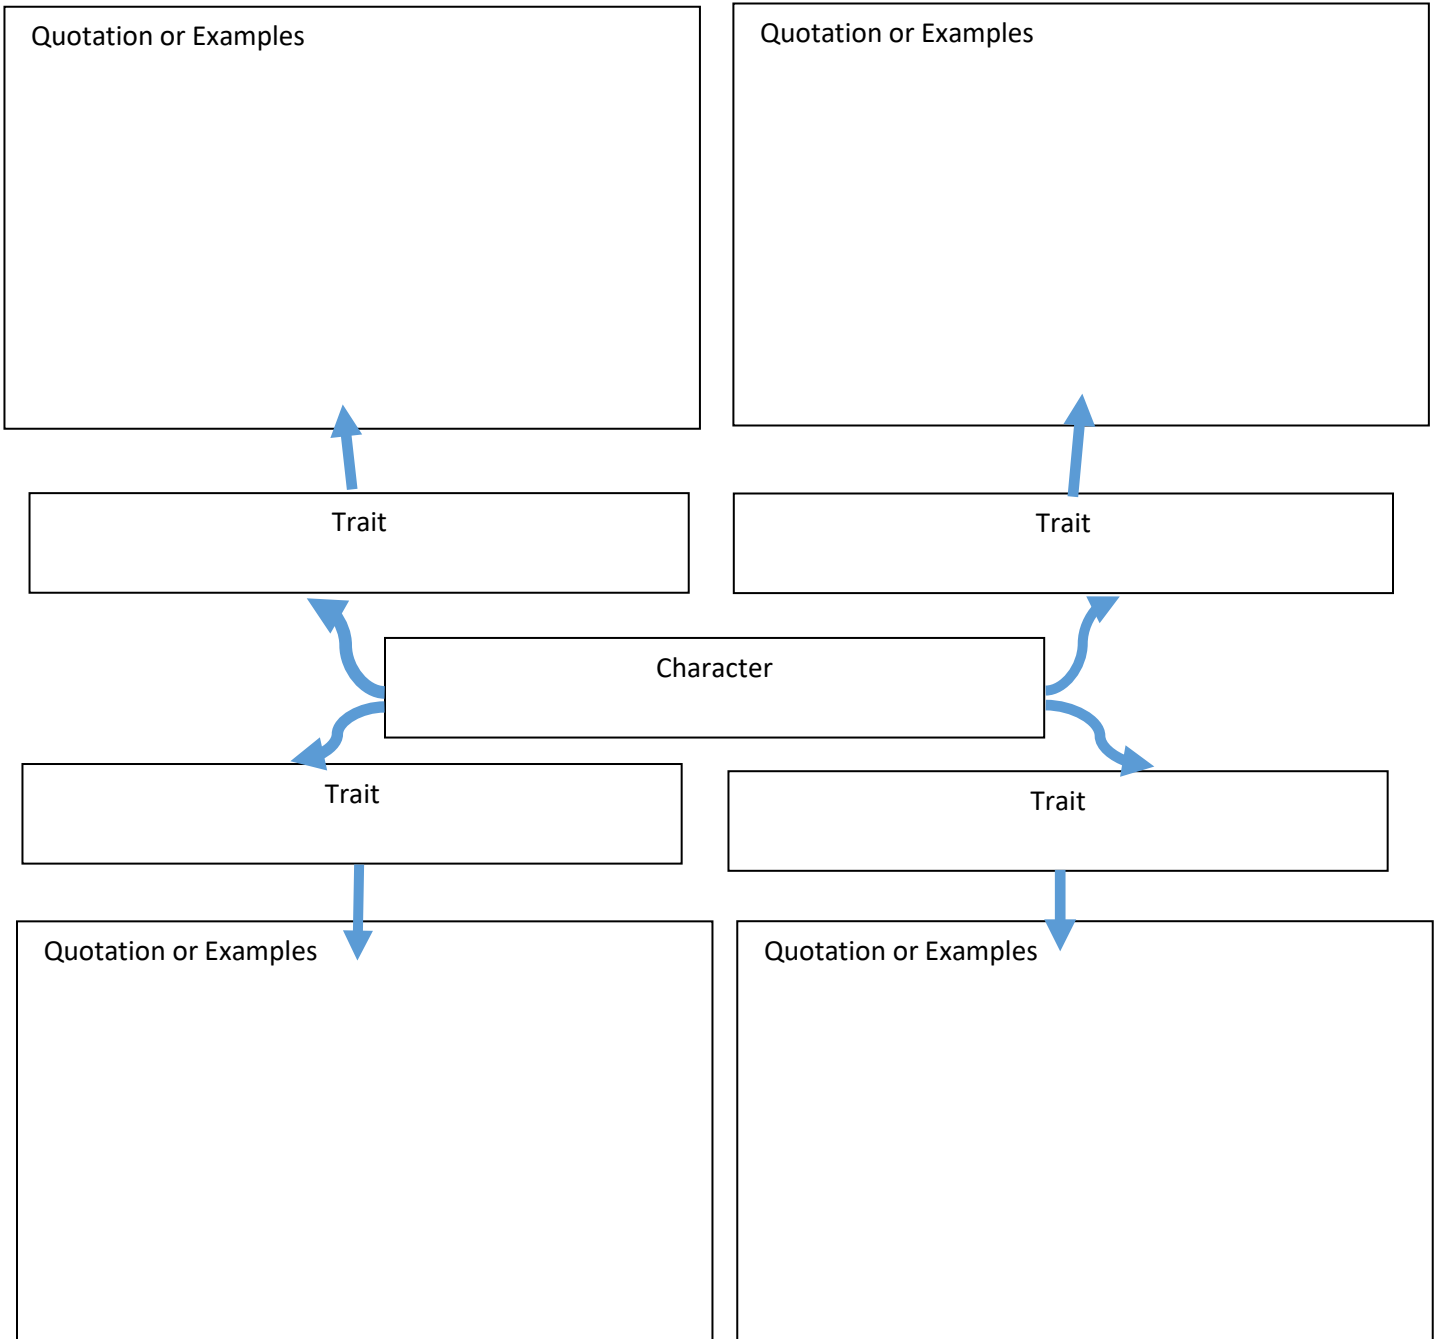 Quotation or Examples
Quotation or Examples
Trait
Trait
Character
Trait
Trait
Quotation or Examples
Quotation or Examples